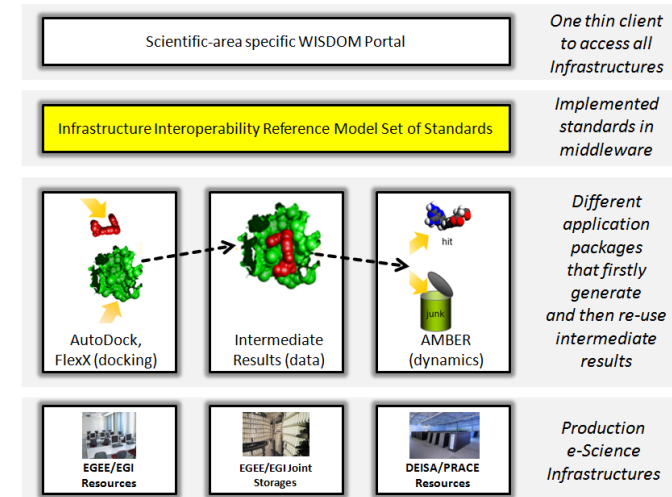 Scientific-area specific WISDOM Portal
One thin client
to access all
Infrastructures
Infrastructure Interoperability Reference Model Set of Standards
Implemented
standards in
middleware
hit
junk
AutoDock,
FlexX (docking)
Intermediate
Results (data)
AMBER
(dynamics)
Different
application
packages
that firstly
generate
and then re-use
intermediate
results
EGEE/EGI
Resources
EGEE/EGI Joint
Storages
DEISA/PRACE
Resources
Production
e-Science
Infrastructures